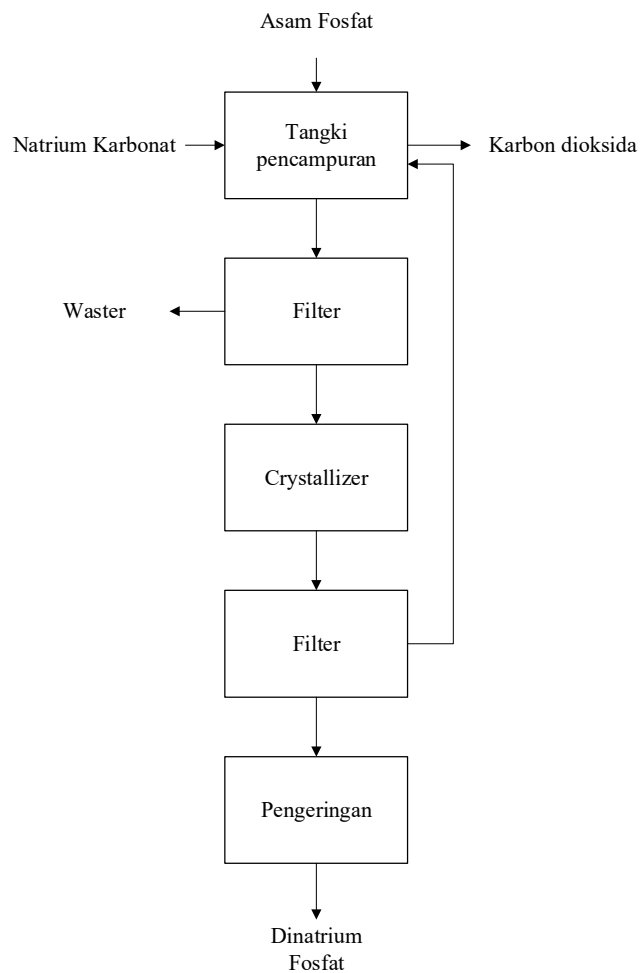 Asam Fosfat
Natrium Karbonat
Tangki
pencampuran
Karbon dioksida
Waster
Filter
Crystallizer
Filter
Pengeringan
Dinatrium
Fosfat